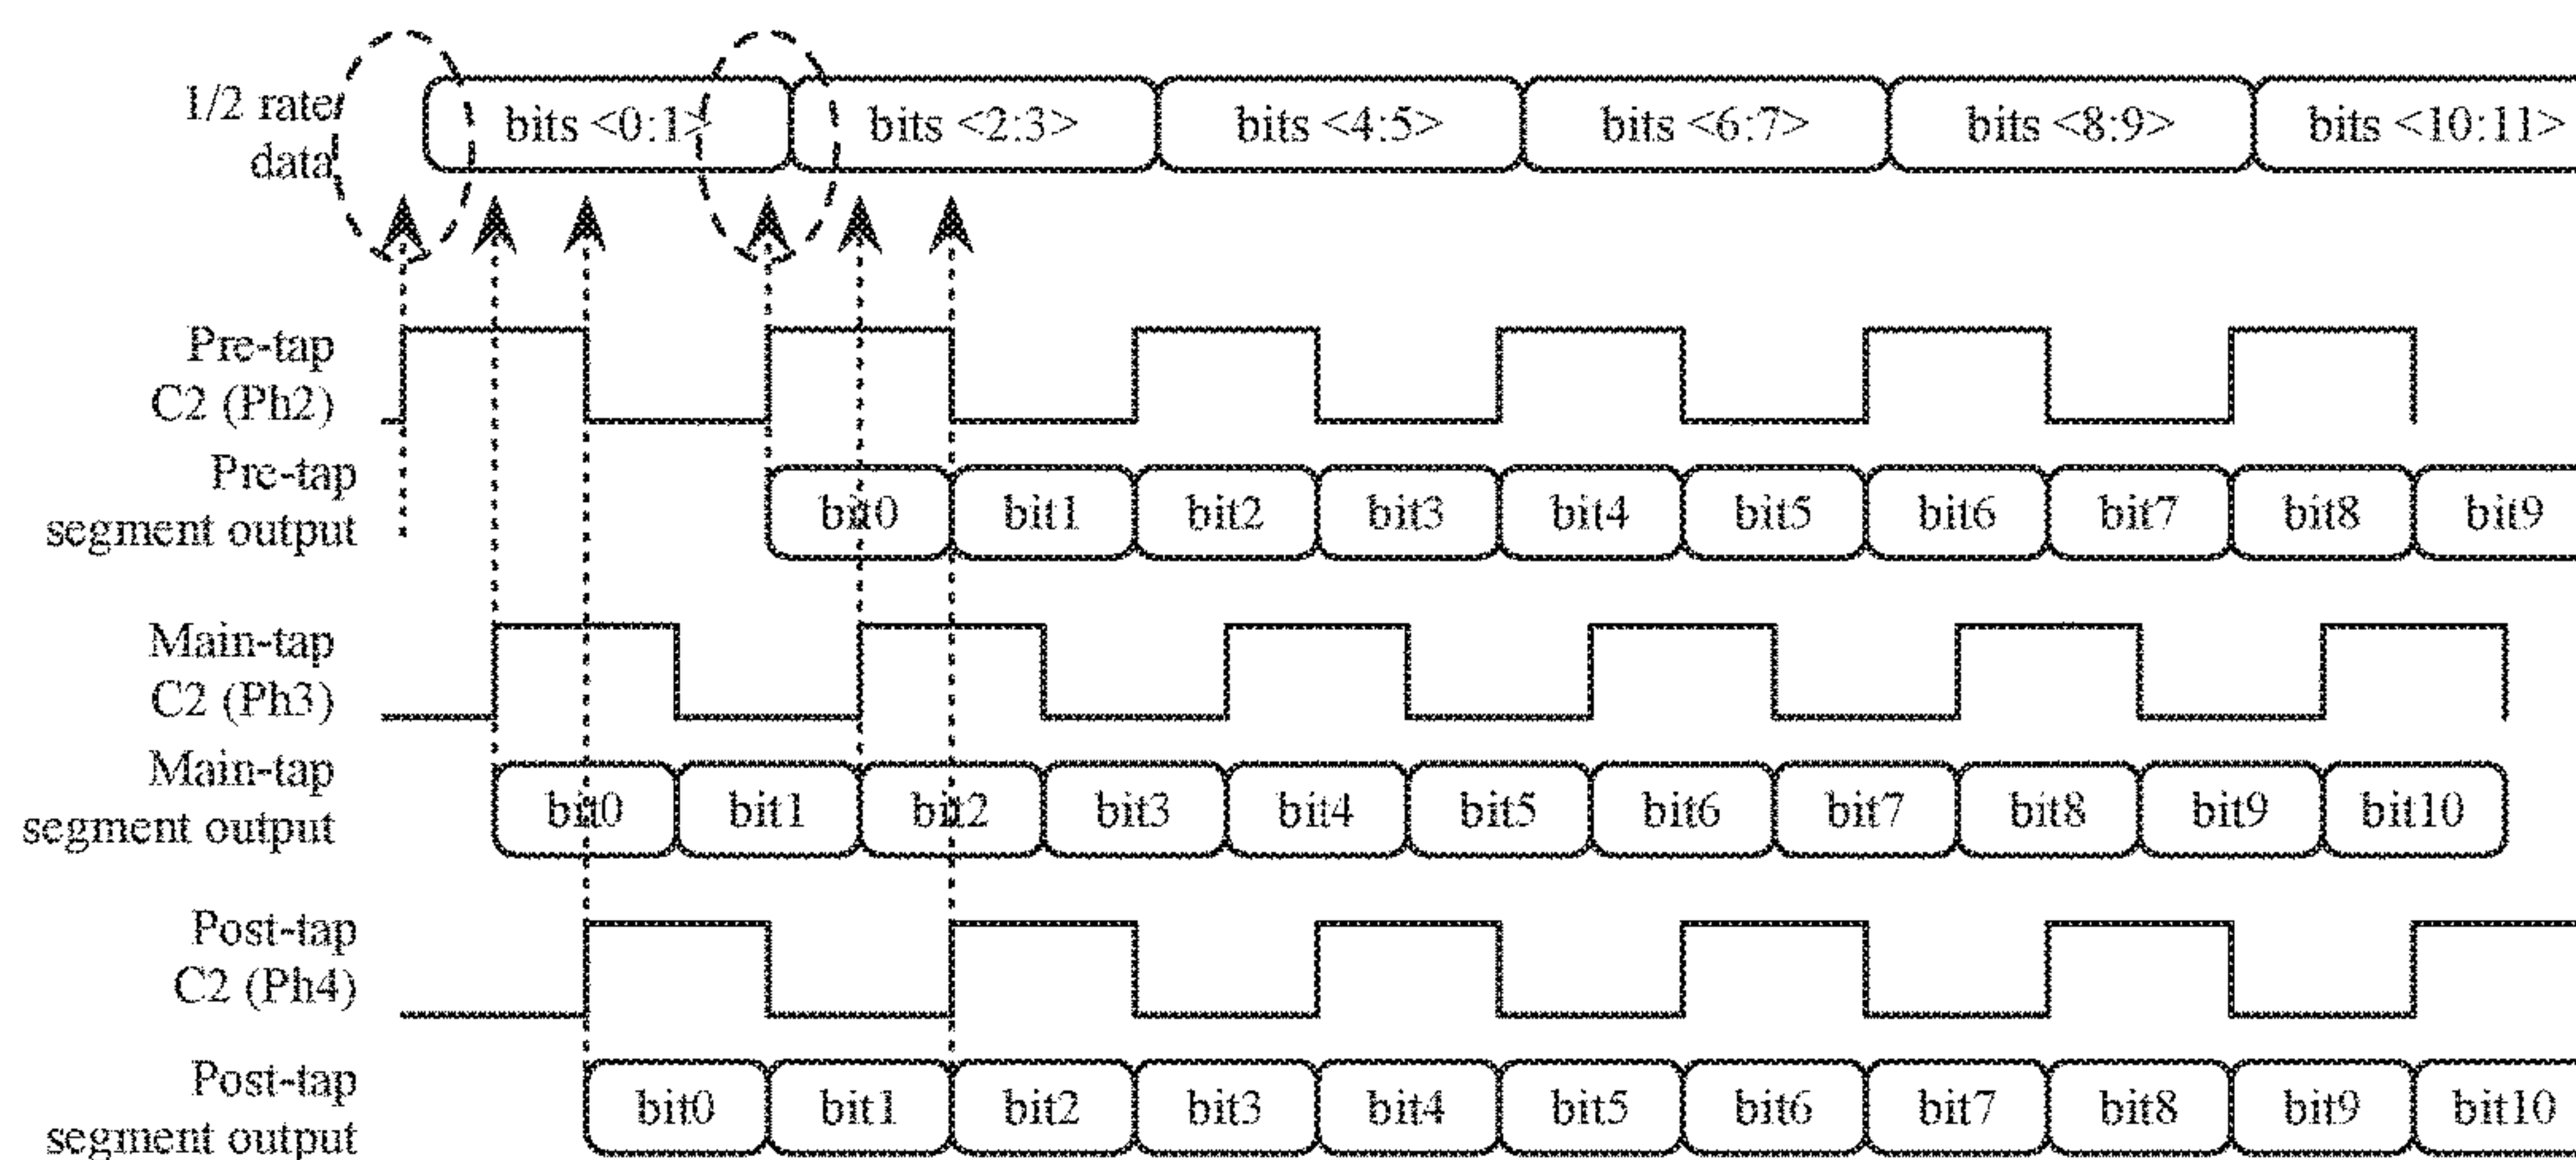 1/2 rate
data
bits <0:1>
bits <2:3>
bits <4:5>
bits <6:7>
bits <8:9>
bits <10:11>
Pre-tap
C2 (Ph2)
Pre-tap
segment output
bit0
bit1
bit2
bit3
bit4
bit5
bit6
bit7
bit8
bit9
Main-tap
C2 (Ph3)
Main-tap
segment output
bit0
bit1
bit2
bit3
bit4
bit5
bit6
bit7
bit8
bit9
bit10
Post-tap
C2 (Ph4)
Post-tap
segment output
bit0
bit1
bit2
bit3
bit4
bit5
bit6
bit7
bit8
bit9
bit10